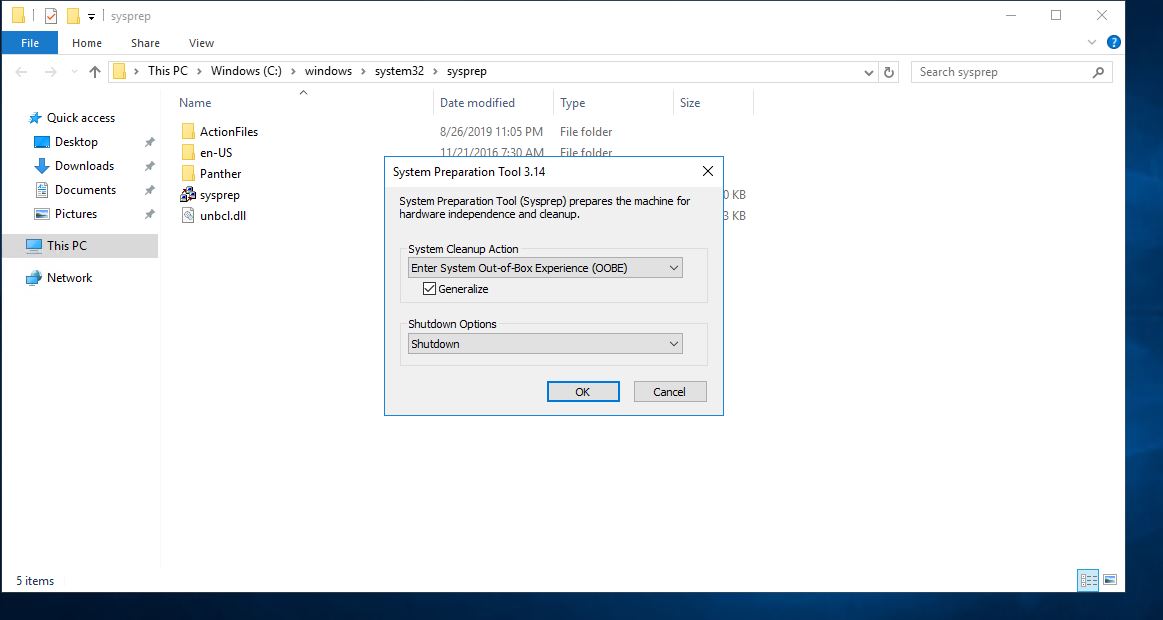 sysprep
File Home Share View
This PC Windows (C:) windows system32 sysprep
Search sysprep
Name Date modified Type Size
Quick access
Desktop
Downloads
Documents
Pictures
This PC
Network
ActionFiles 8/26/2019 11:05 PM File folder
en-US 11/21/2016 7:30 AM File folder
Panther
sysprep KB
unbcl.dll KB
System Preparation Tool 3.14
System Preparation Tool (Sysprep) prepares the machine for
hardware independence and cleanup.
System Cleanup Action
Enter System Out-of-Box Experience (OOBE)
Generalize
Shutdown Options
Shutdown
OK Cancel
5 items